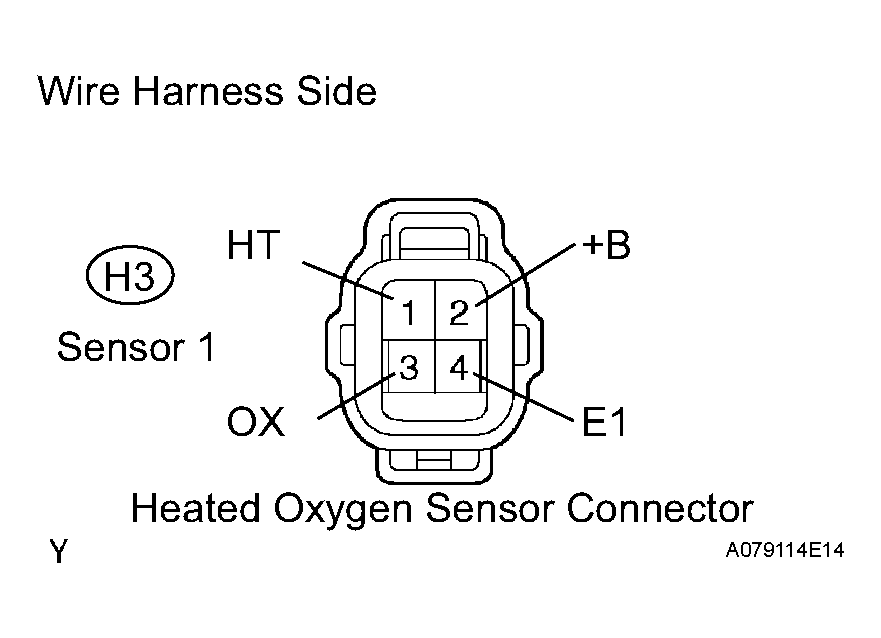 Wire Harness Side
HT
+B
H3
1 2
Sensor 1
3 4
OX
E1
Heated Oxygen Sensor Connector
Y
A079114E14